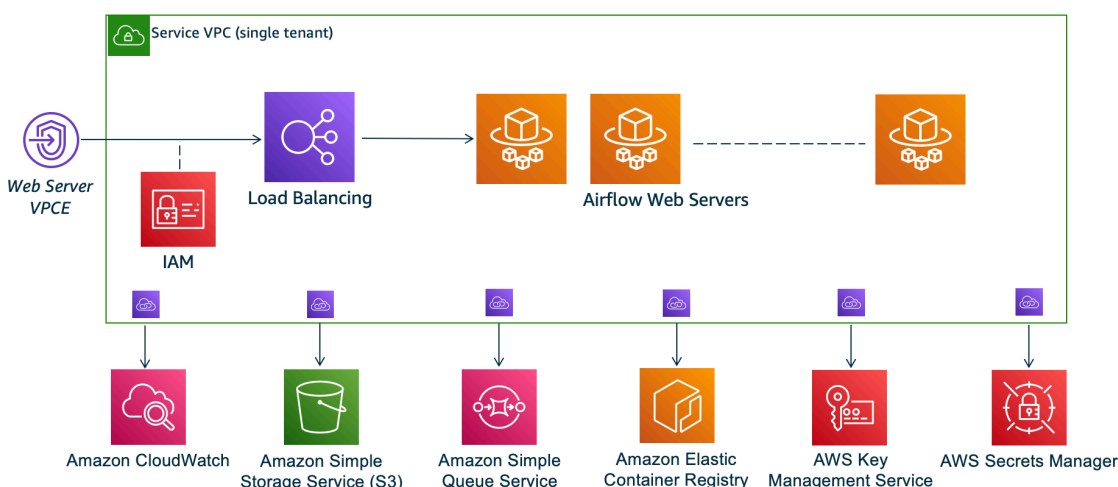 Service VPC (single tenant)
Web Server
VPCE
Load Balancing
Airflow Web Servers
IAM
Amazon CloudWatch
Amazon Simple
Storage Service (S3)
Amazon Simple
Queue Service
Amazon Elastic
Container Registry
AWS Key
Management Service
AWS Secrets Manager